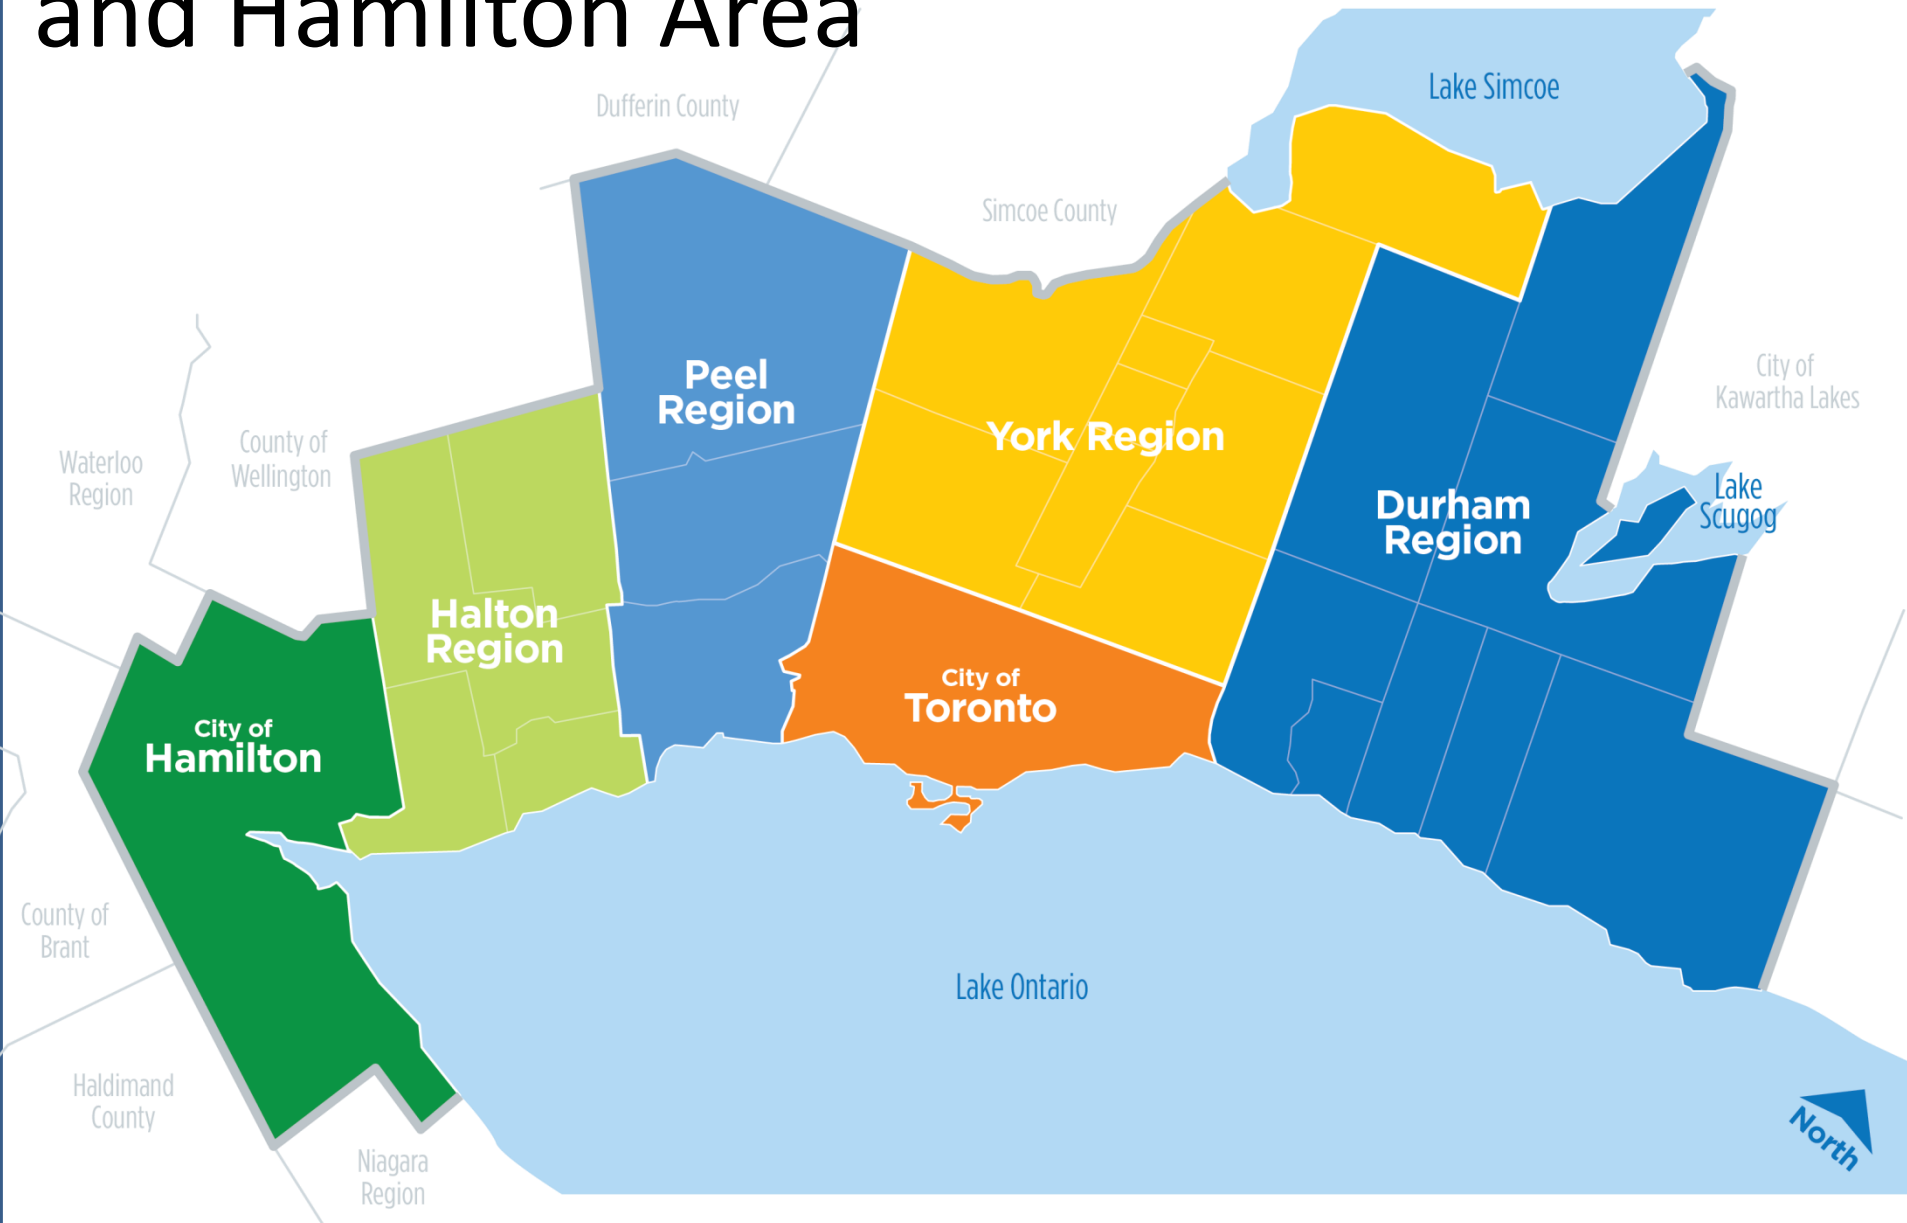 and Hamilton Area
Dufferin County
Lake Simcoe
Simcoe County
Peel
Region
York Region
City of
Kawartha Lakes
Waterloo
Region
County of
Wellington
Durham
Region
Lake
Scugog
Halton
Region
City of
Toronto
City of
Hamilton
County of
Brant
Lake Ontario
Haldimand
County
Niagara
Region
North